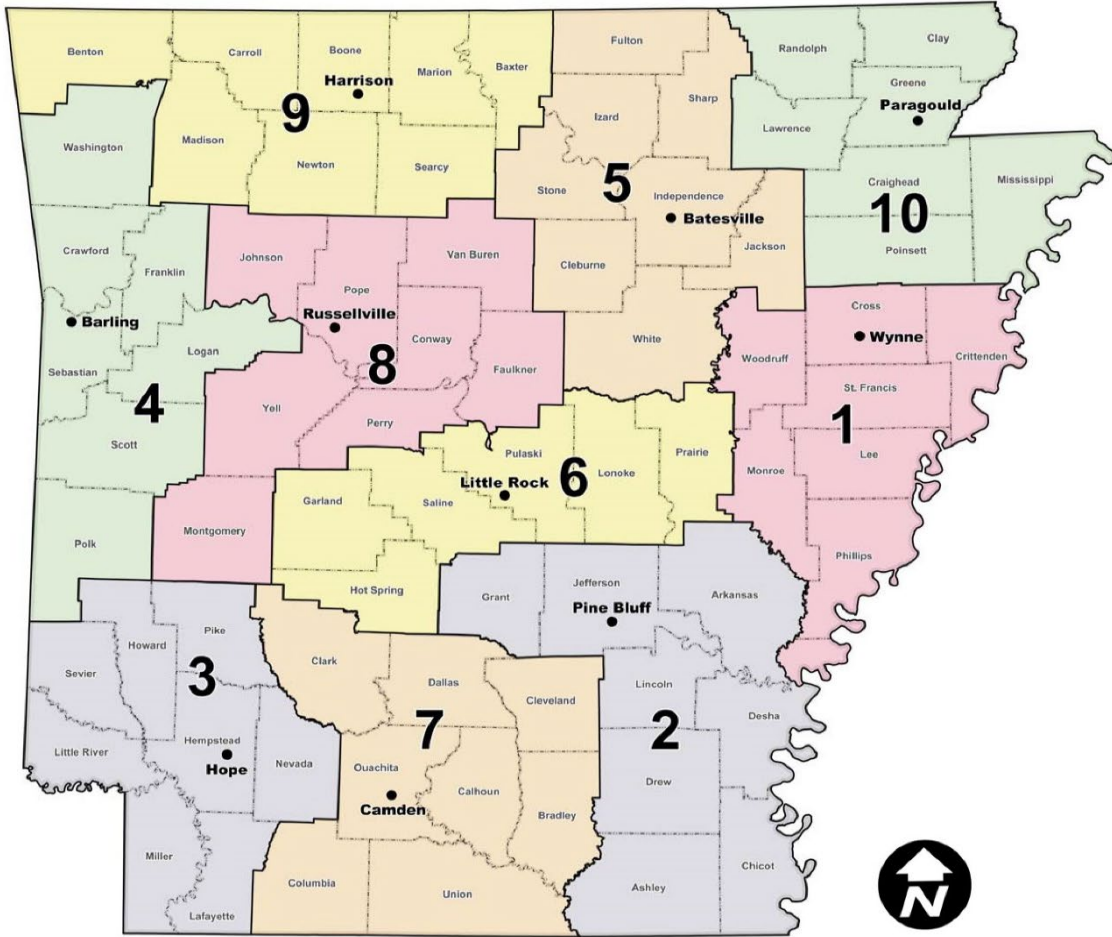 Benton
Carroll
Boone
Marion
Baxter
Harrison
9
Madison
Newton
Searcy
Fulton
Sharp
Izard
Stone
5
Independence
Batesville
Jackson
Cleburne
White
Randolph
Clay
Greene
Paragould
Lawrence
Craighead
Mississippi
10
Poinsett
Washington
Crawford
Franklin
Barling
Logan
Sebastian
4
Scott
Polk
Johnson
Van Buren
Pope
Russellville
Conway
8
Faulkner
Yell
Perry
Montgomery
Cross
Wynne
Woodruff
Crittenden
St. Francis
1
Lee
Monroe
Phillips
Pulaski
Prairie
Little Rock
6
Lonoke
Garland
Saline
Hot Spring
Grant
Jefferson
Arkansas
Pine Bluff
Lincoln
Desha
2
Drew
Ashley
Chicot
Howard
Pike
Sevier
3
Little River
Hempstead
Hope
Nevada
Miller
Lafayette
Clark
Dallas
Cleveland
7
Ouachita
Calhoun
Camden
Bradley
Columbia
Union
N